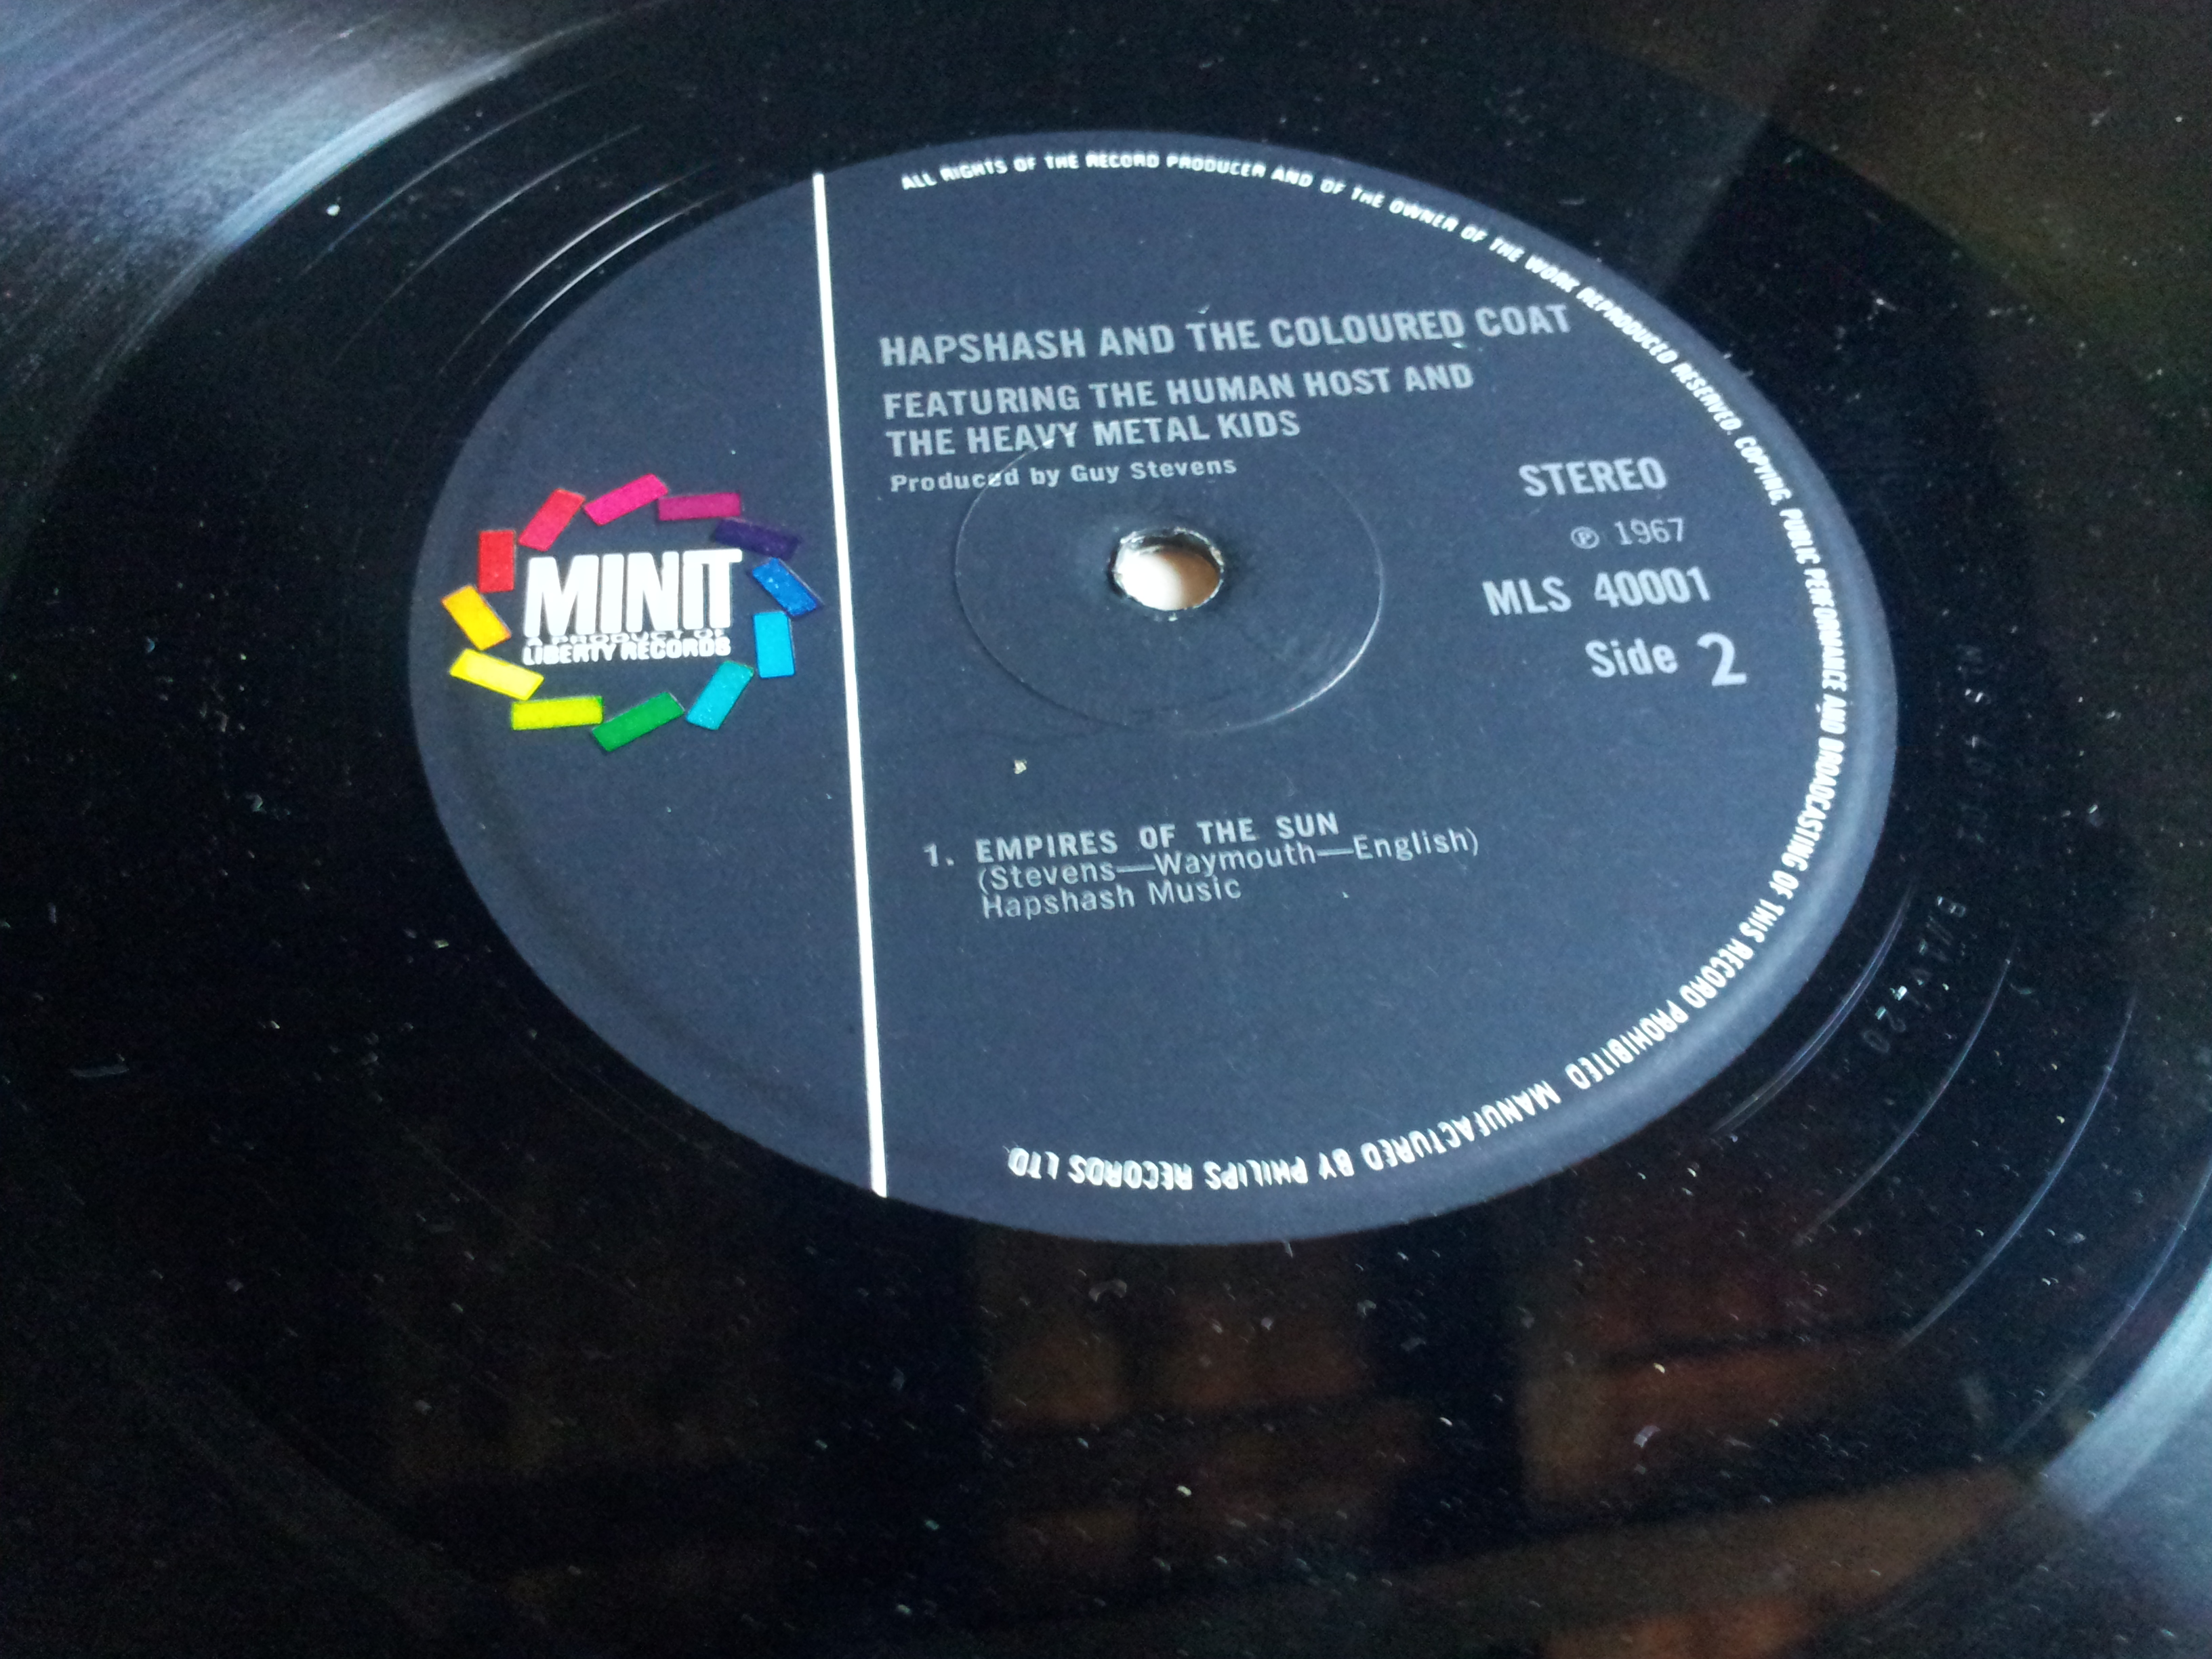 ALL RIGHTS OF THE RECORD PRODUCER AND OF THE OWNER OF THE WORK REPRODUCED RESERVED. COPYING, PUBLIC PERFORMANCE AND BROADCASTING OF THIS RECORD PROHIBITED MANUFACTURED BY PHILIPS RECORDS LTD
HAPSHASH AND THE COLOURED COAT
FEATURING THE HUMAN HOST AND
THE HEAVY METAL KIDS
Produced by Guy Stevens
STEREO
℗ 1967
MLS 40001
Side 2
MINIT
A PRODUCT OF
LIBERTY RECORDS
1. EMPIRES OF THE SUN
(Stevens—Waymouth—English)
Hapshash Music